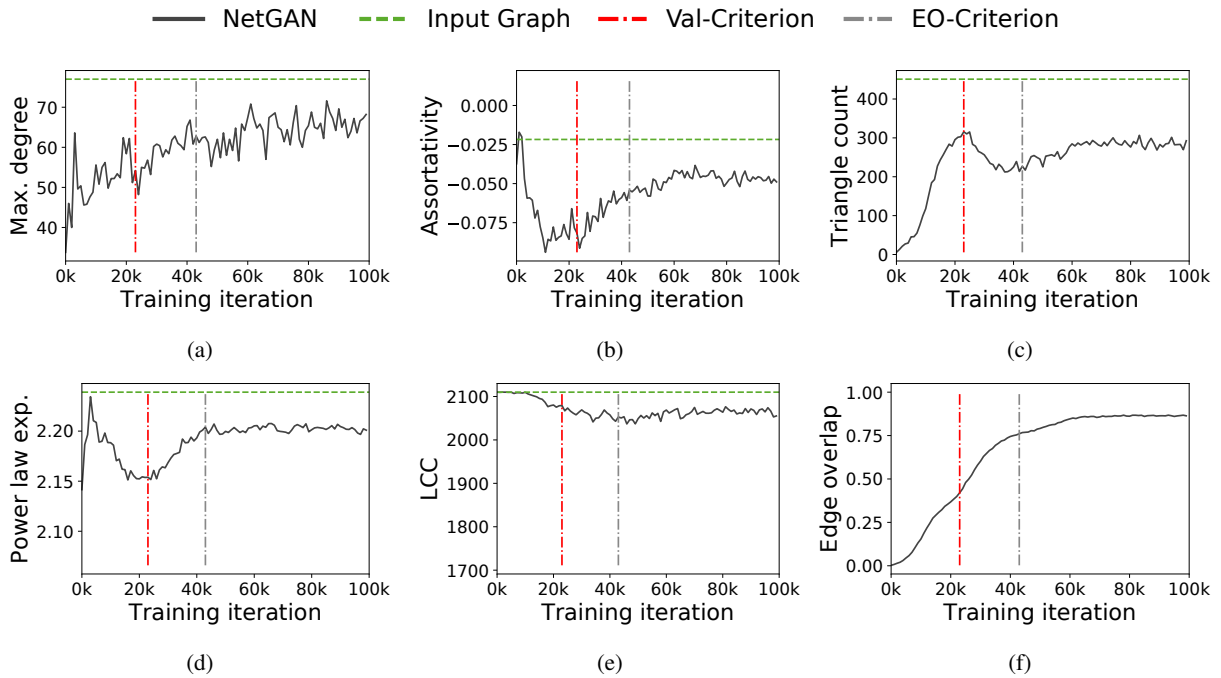 NetGAN Input Graph Val-Criterion EO-Criterion
Max. degree
70
60
50
40
0k 20k 40k 60k 80k 100k
Training iteration
(a)
Assortativity
0.000
−0.025
−0.050
−0.075
0k 20k 40k 60k 80k 100k
Training iteration
(b)
Triangle count
400
300
200
100
0
0k 20k 40k 60k 80k 100k
Training iteration
(c)
Power law exp.
2.20
2.15
2.10
0k 20k 40k 60k 80k 100k
Training iteration
(d)
LCC
2100
2000
1900
1800
1700
0k 20k 40k 60k 80k 100k
Training iteration
(e)
Edge overlap
1.00
0.75
0.50
0.25
0.00
0k 20k 40k 60k 80k 100k
Training iteration
(f)